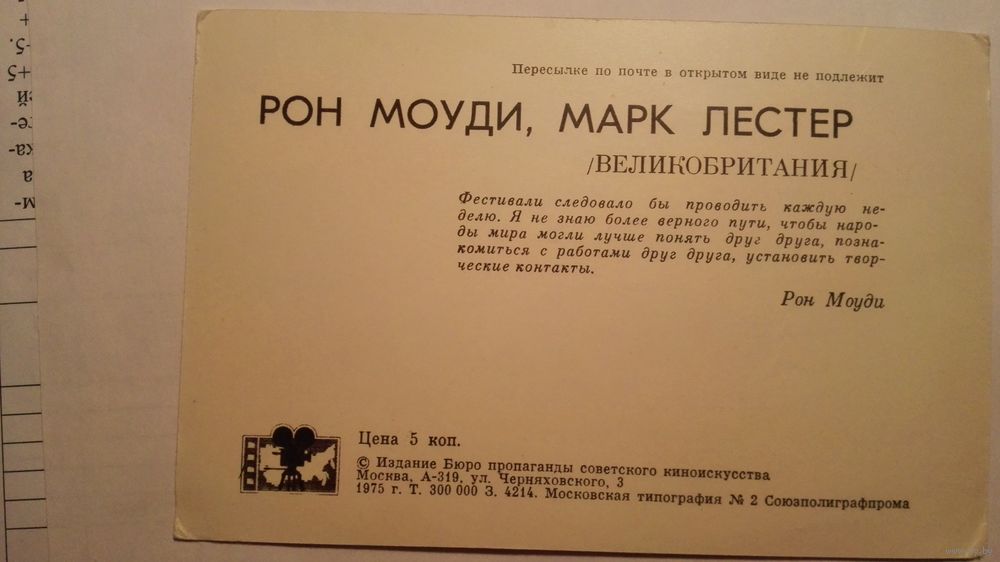 Пересылке по почте в открытом виде не подлежит
РОН МОУДИ, МАРК ЛЕСТЕР
/ВЕЛИКОБРИТАНИЯ/
Фестивали следовало бы проводить каждую не-
делю. Я не знаю более верного пути, чтобы наро-
ды мира могли лучше понять друг друга, позна-
комиться с работами друг друга, установить твор-
ческие контакты.
Рон Моуди
Цена 5 коп.
© Издание Бюро пропаганды советского киноискусства
Москва, А-319, ул. Черняховского, 3
1975 г. Т. 300 000 З. 4214. Московская типография № 2 Союзполиграфпрома